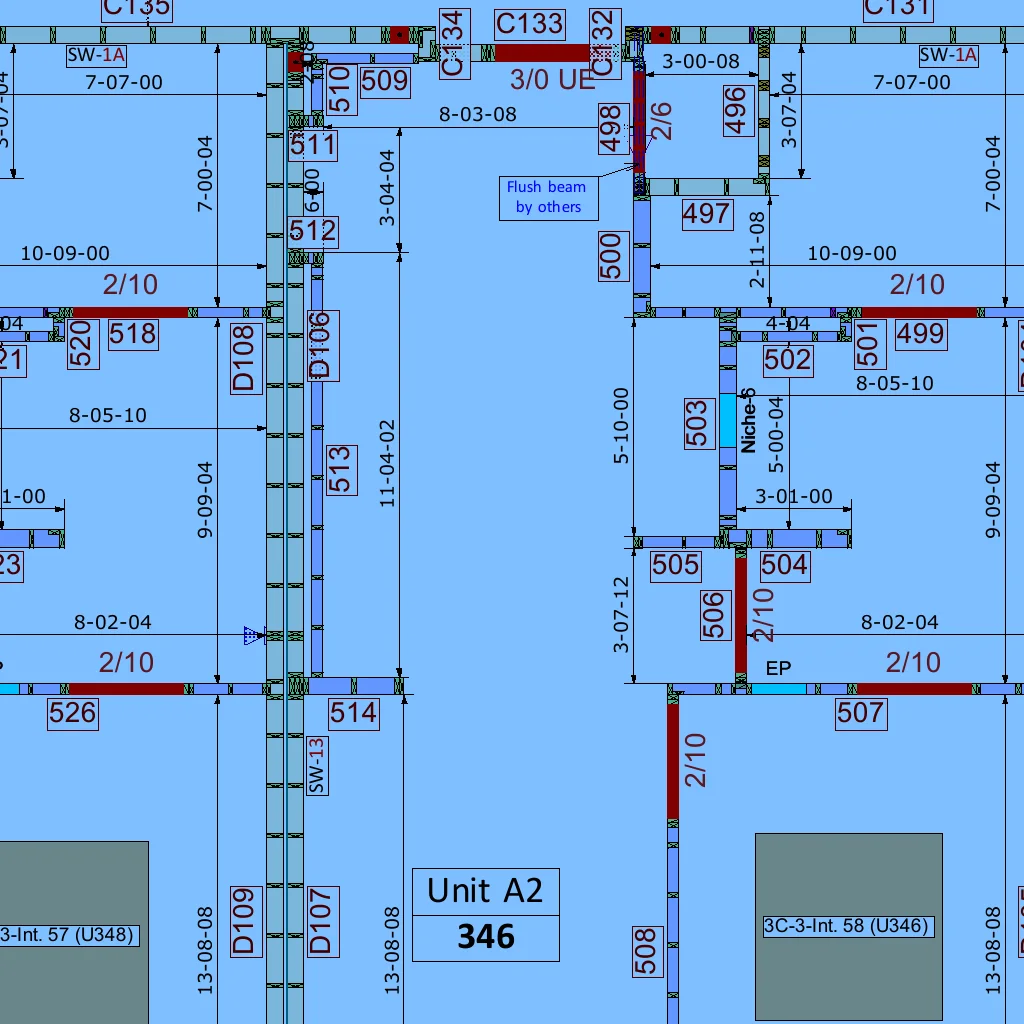 C135
C134
C133
C132
C131
SW-1A
SW-1A
7-07-00
3-00-08
7-07-00
3/0 UE
510
509
498
2/6
496
3-07-04
8-03-08
511
7-00-04
6-00
3-04-04
Flush beam
by others
497
7-00-04
512
500
2-11-08
10-09-00
10-09-00
2/10
2/10
520
518
D108
D106
4-04
502
501
499
8-05-10
8-05-10
503
Niche-6
5-00-04
5-10-00
513
11-04-02
9-09-04
3-01-00
9-09-04
505
504
506
2/10
3-07-12
8-02-04
8-02-04
2/10
EP
2/10
526
514
507
SW-13
2/10
Unit A2
346
D109
D107
13-08-08
13-08-08
508
3-Int. 57 (U348)
3C-3-Int. 58 (U346)
13-08-08